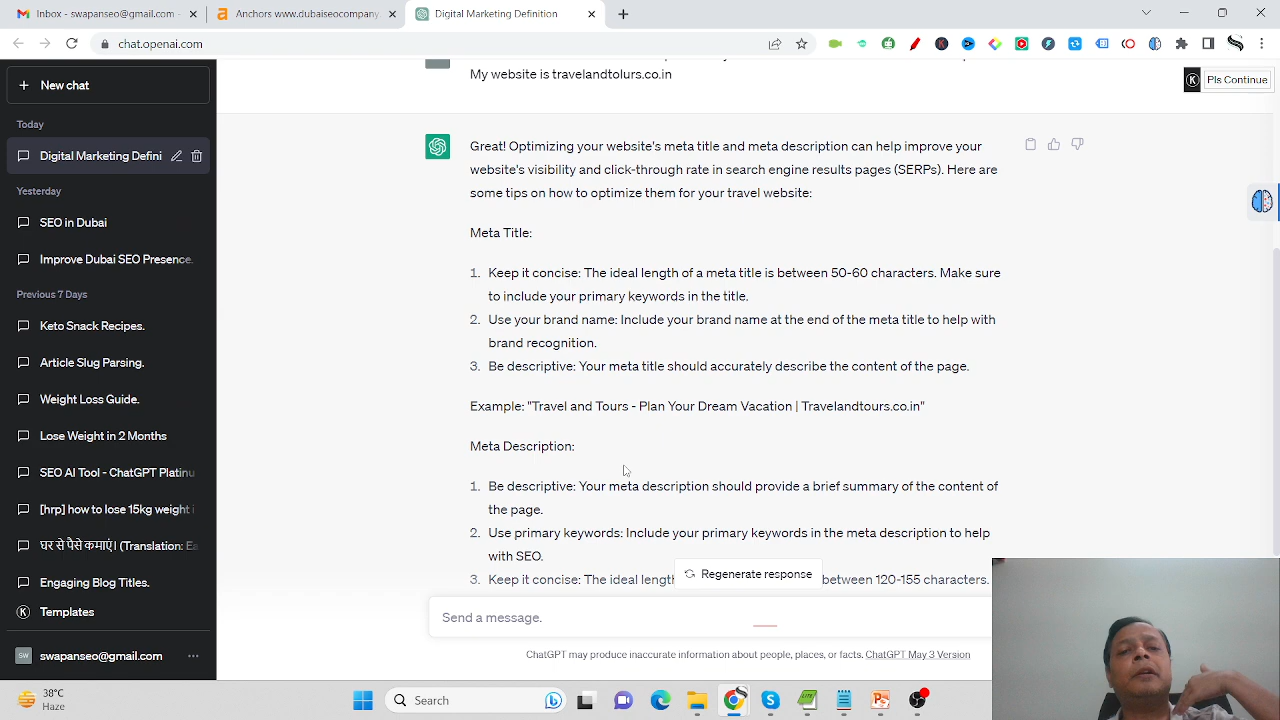 Inbox - swapanseo@gmail.com -
Anchors www.dubaiseocompany.
Digital Marketing Definition
chat.openai.com
New chat
My website is travelandtours.co.in
Pls Continue
Today
Digital Marketing Defini
Yesterday
SEO in Dubai
Improve Dubai SEO Presence.
Previous 7 Days
Keto Snack Recipes.
Article Slug Parsing.
Weight Loss Guide.
Lose Weight in 2 Months
SEO AI Tool - ChatGPT Platinu
[hrp] how to lose 15kg weight i
घर से पैसे कमाएं। (Translation: Ea
Engaging Blog Titles.
Templates
SW swapanseo@gmail.com
Great! Optimizing your website's meta title and meta description can help improve your
website's visibility and click-through rate in search engine results pages (SERPs). Here are
some tips on how to optimize them for your travel website:
Meta Title:
1. Keep it concise: The ideal length of a meta title is between 50-60 characters. Make sure
to include your primary keywords in the title.
2. Use your brand name: Include your brand name at the end of the meta title to help with
brand recognition.
3. Be descriptive: Your meta title should accurately describe the content of the page.
Example: "Travel and Tours - Plan Your Dream Vacation | Travelandtours.co.in"
Meta Description:
1. Be descriptive: Your meta description should provide a brief summary of the content of
the page.
2. Use primary keywords: Include your primary keywords in the meta description to help
with SEO.
3. Keep it concise: The ideal length between 120-155 characters.
Regenerate response
Send a message.
ChatGPT may produce inaccurate information about people, places, or facts. ChatGPT May 3 Version
38°C
Haze
Search